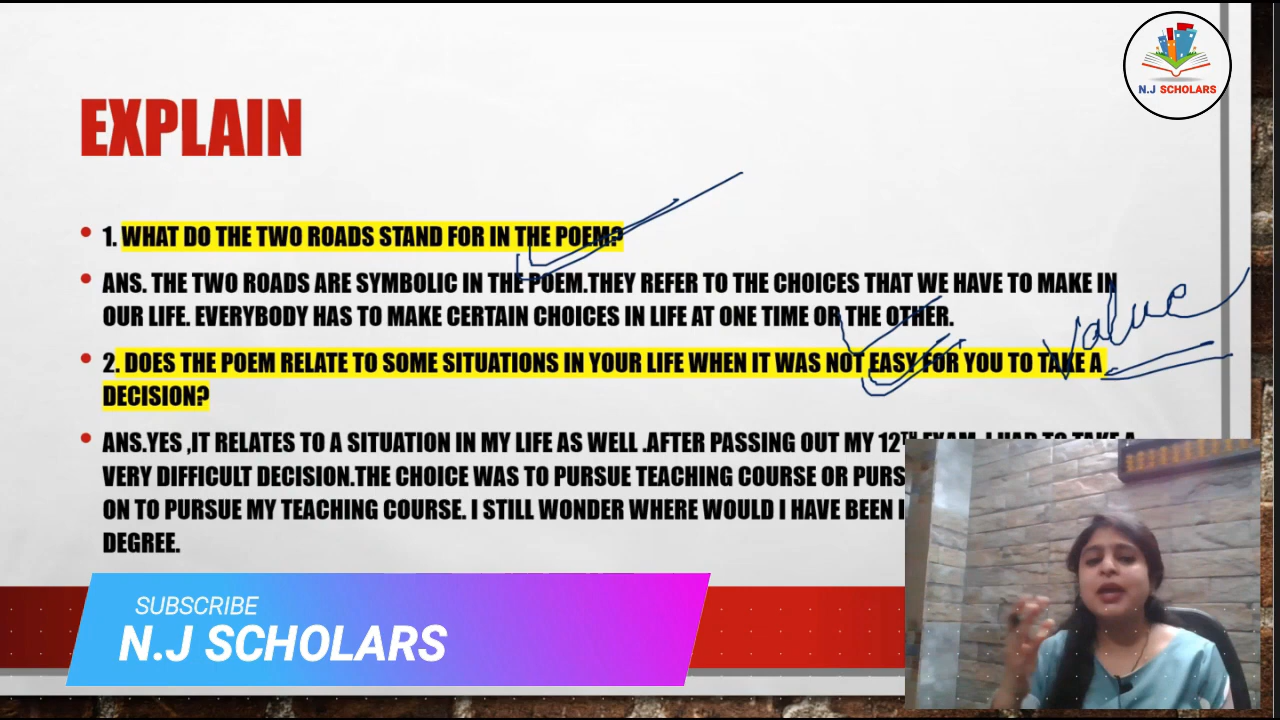 N.J SCHOLARS
EXPLAIN
1. WHAT DO THE TWO ROADS STAND FOR IN THE POEM?
ANS. THE TWO ROADS ARE SYMBOLIC IN THE POEM.THEY REFER TO THE CHOICES THAT WE HAVE TO MAKE IN
OUR LIFE. EVERYBODY HAS TO MAKE CERTAIN CHOICES IN LIFE AT ONE TIME OR THE OTHER.
value
2. DOES THE POEM RELATE TO SOME SITUATIONS IN YOUR LIFE WHEN IT WAS NOT EASY FOR YOU TO TAKE A
DECISION?
ANS.YES ,IT RELATES TO A SITUATION IN MY LIFE AS WELL .AFTER PASSING OUT MY 12TH EXAM, I HAD TO TAKE A
VERY DIFFICULT DECISION.THE CHOICE WAS TO PURSUE TEACHING COURSE OR
ON TO PURSUE MY TEACHING COURSE. I STILL WONDER WHERE WOULD I HAVE BEEN
DEGREE.
SUBSCRIBE
N.J SCHOLARS